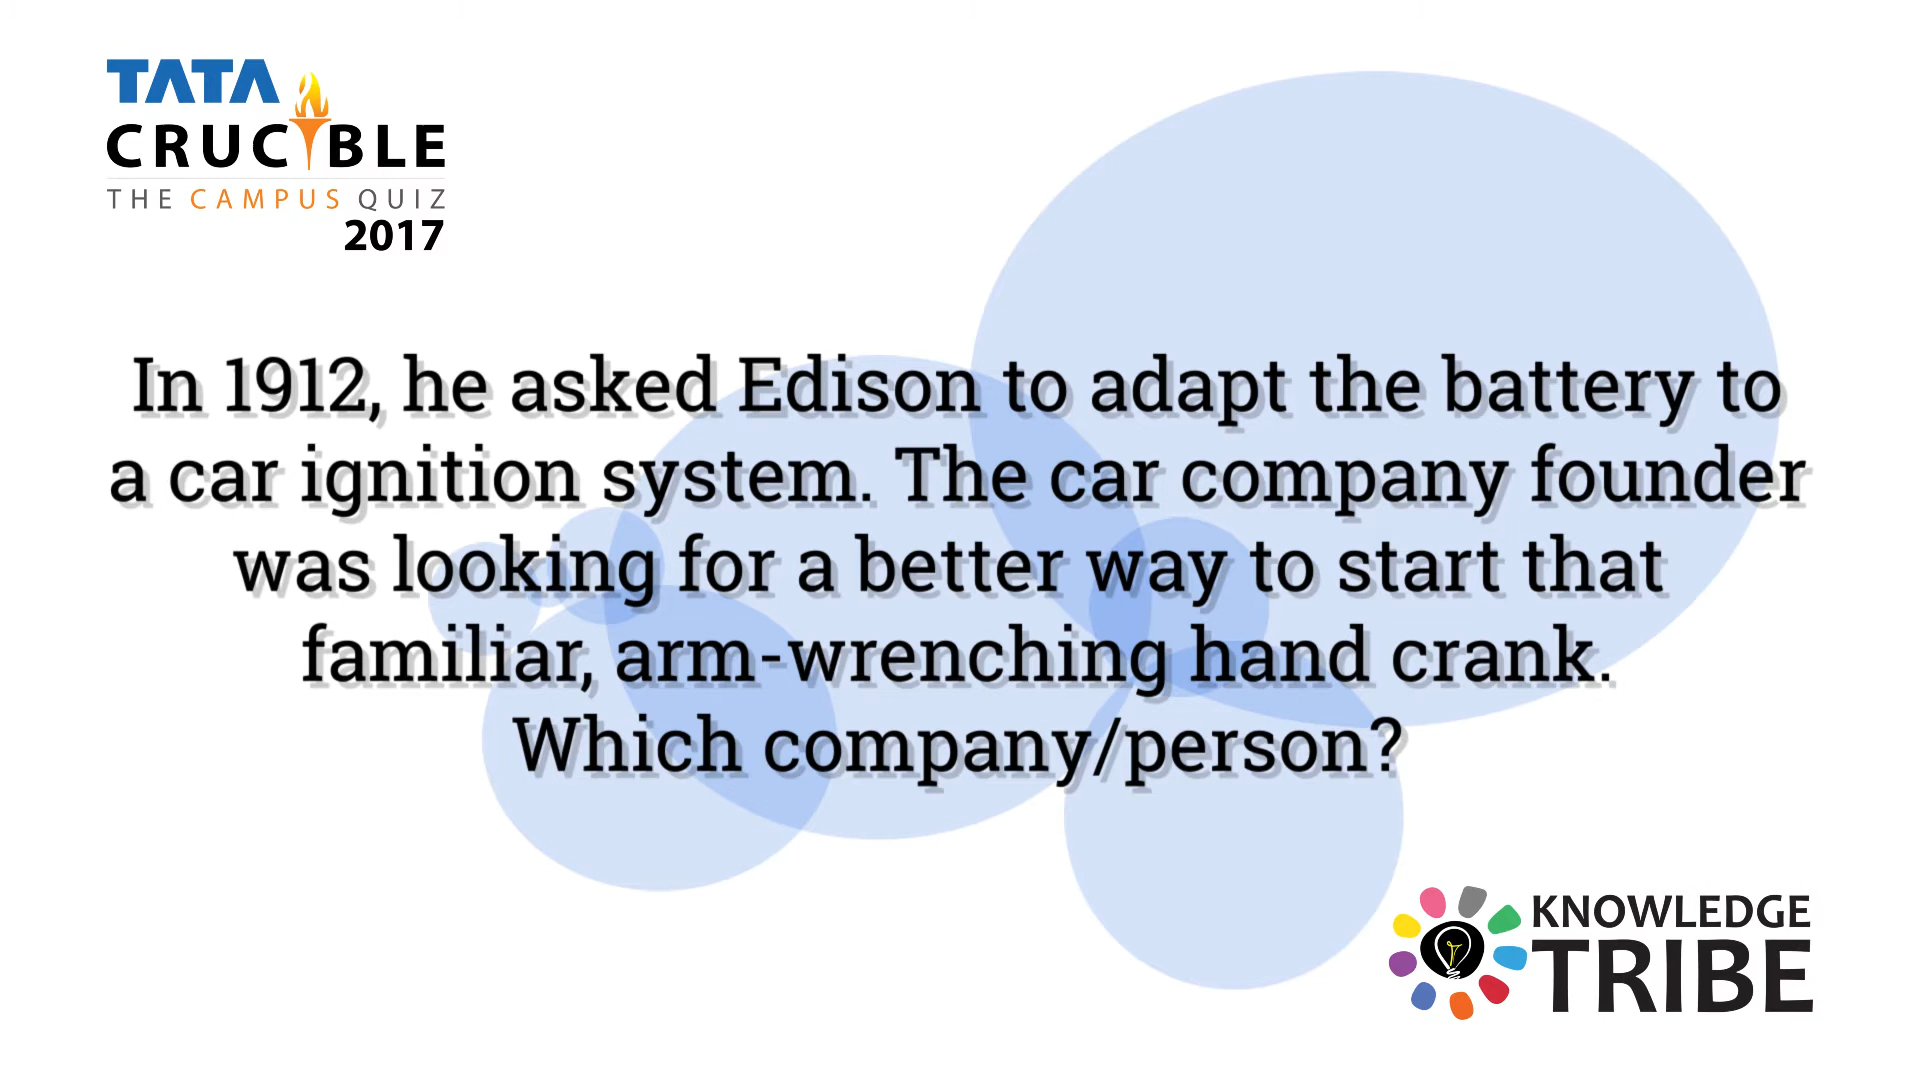 TATA
CRUCIBLE
THE CAMPUS QUIZ
2017
In 1912, he asked Edison to adapt the battery to
a car ignition system. The car company founder
was looking for a better way to start that
familiar, arm-wrenching hand crank.
Which company/person?
KNOWLEDGE
TRIBE